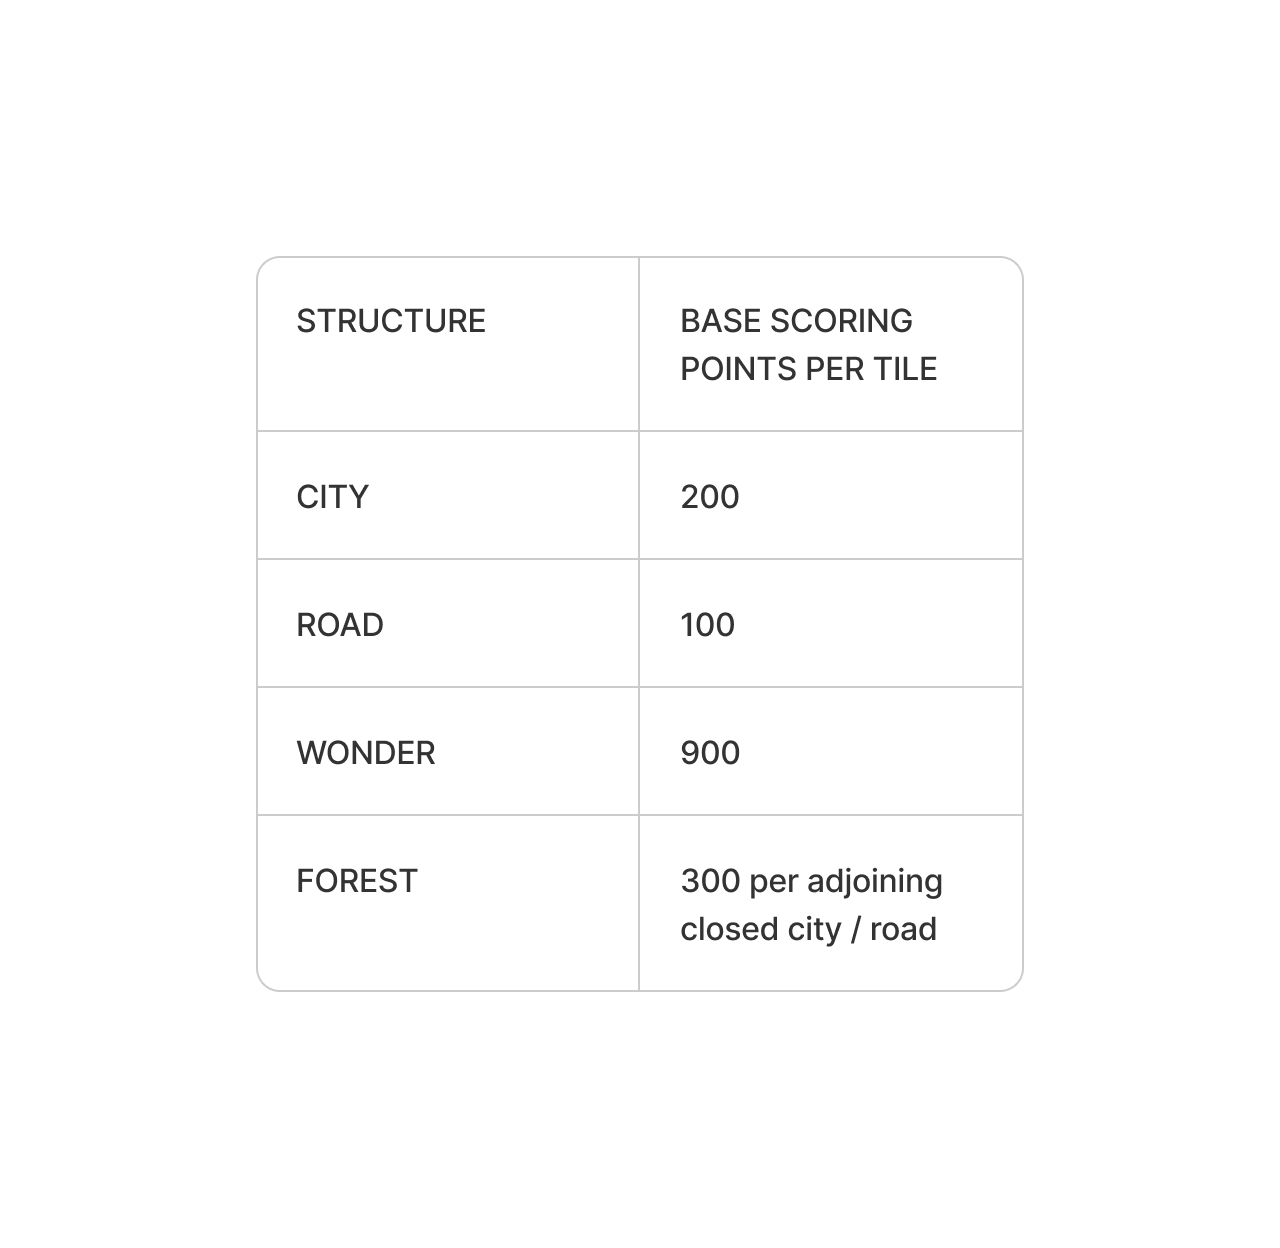 STRUCTURE
BASE SCORING
POINTS PER TILE
CITY
200
ROAD
100
WONDER
900
FOREST
300 per adjoining
closed city / road